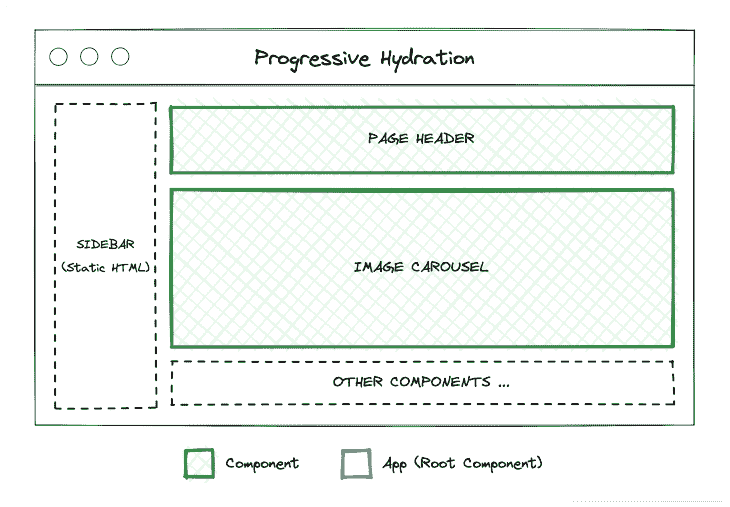 Progressive Hydration
PAGE HEADER
SIDEBAR
(Static HTML)
IMAGE CAROUSEL
OTHER COMPONENTS ...
Component
App (Root Component)